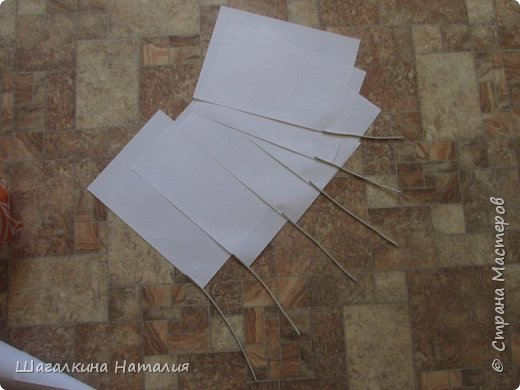 © Страна Мастеров
Шагалкина Наталия